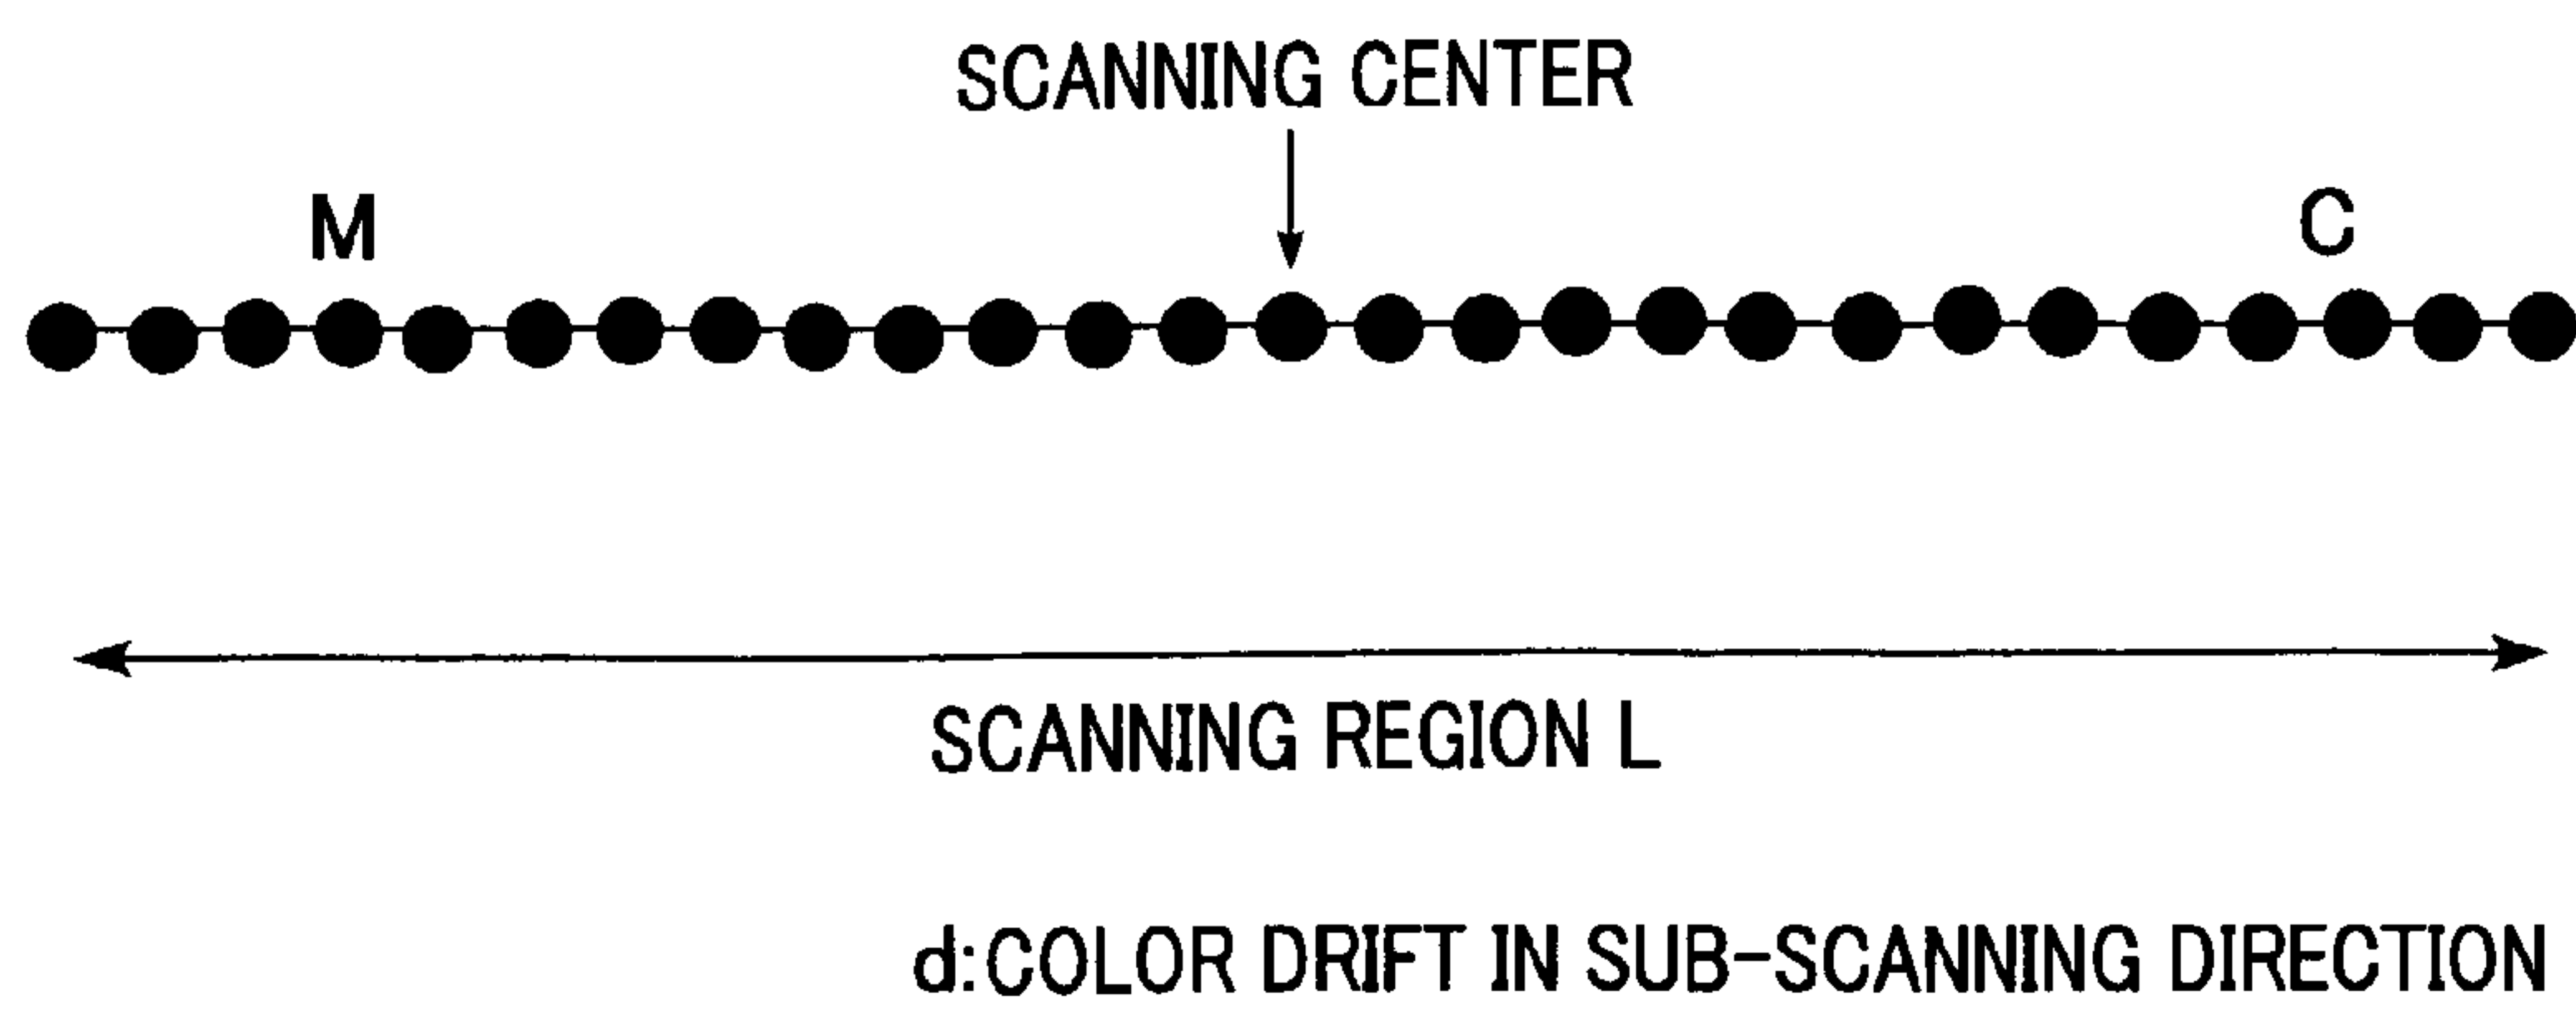 SCANNING CENTER
M
C
SCANNING REGION L
d:COLOR DRIFT IN SUB-SCANNING DIRECTION